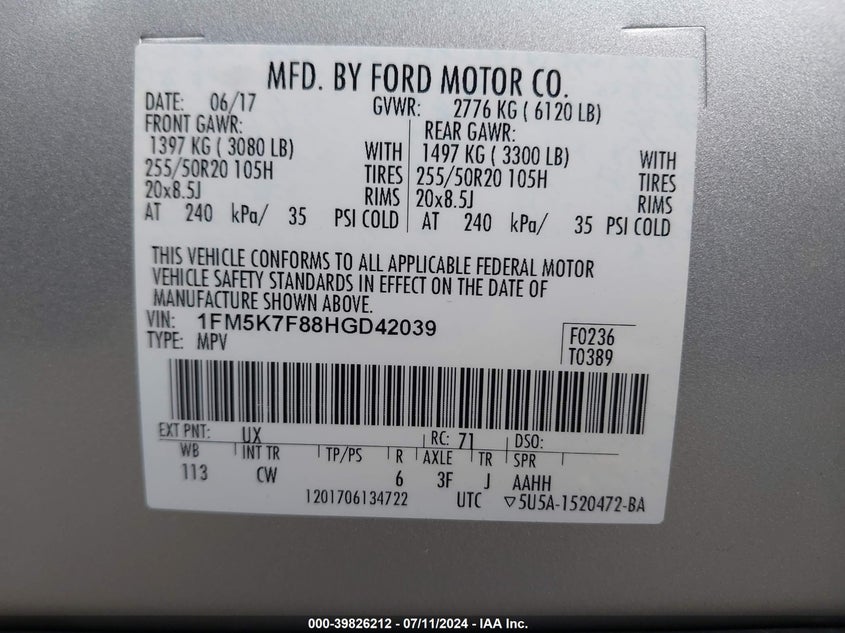 MFD. BY FORD MOTOR CO.
DATE: 06/17 GVWR: 2776 KG ( 6120 LB)
FRONT GAWR: REAR GAWR:
1397 KG ( 3080 LB) WITH 1497 KG ( 3300 LB) WITH
255/50R20 105H TIRES 255/50R20 105H TIRES
20x8.5J RIMS 20x8.5J RIMS
AT 240 kPa/ 35 PSI COLD AT 240 kPa/ 35 PSI COLD
THIS VEHICLE CONFORMS TO ALL APPLICABLE FEDERAL MOTOR
VEHICLE SAFETY STANDARDS IN EFFECT ON THE DATE OF
MANUFACTURE SHOWN ABOVE.
VIN: 1FM5K7F88HGD42039 F0236
TYPE: MPV T0389
EXT PNT: UX RC: 71 DSO:
WB INT TR TP/PS R AXLE TR SPR
113 CW 6 3F J AAHH
1201706134722 UTC ▽5U5A-1520472-BA
000-39826212 - 07/11/2024 - IAA Inc.